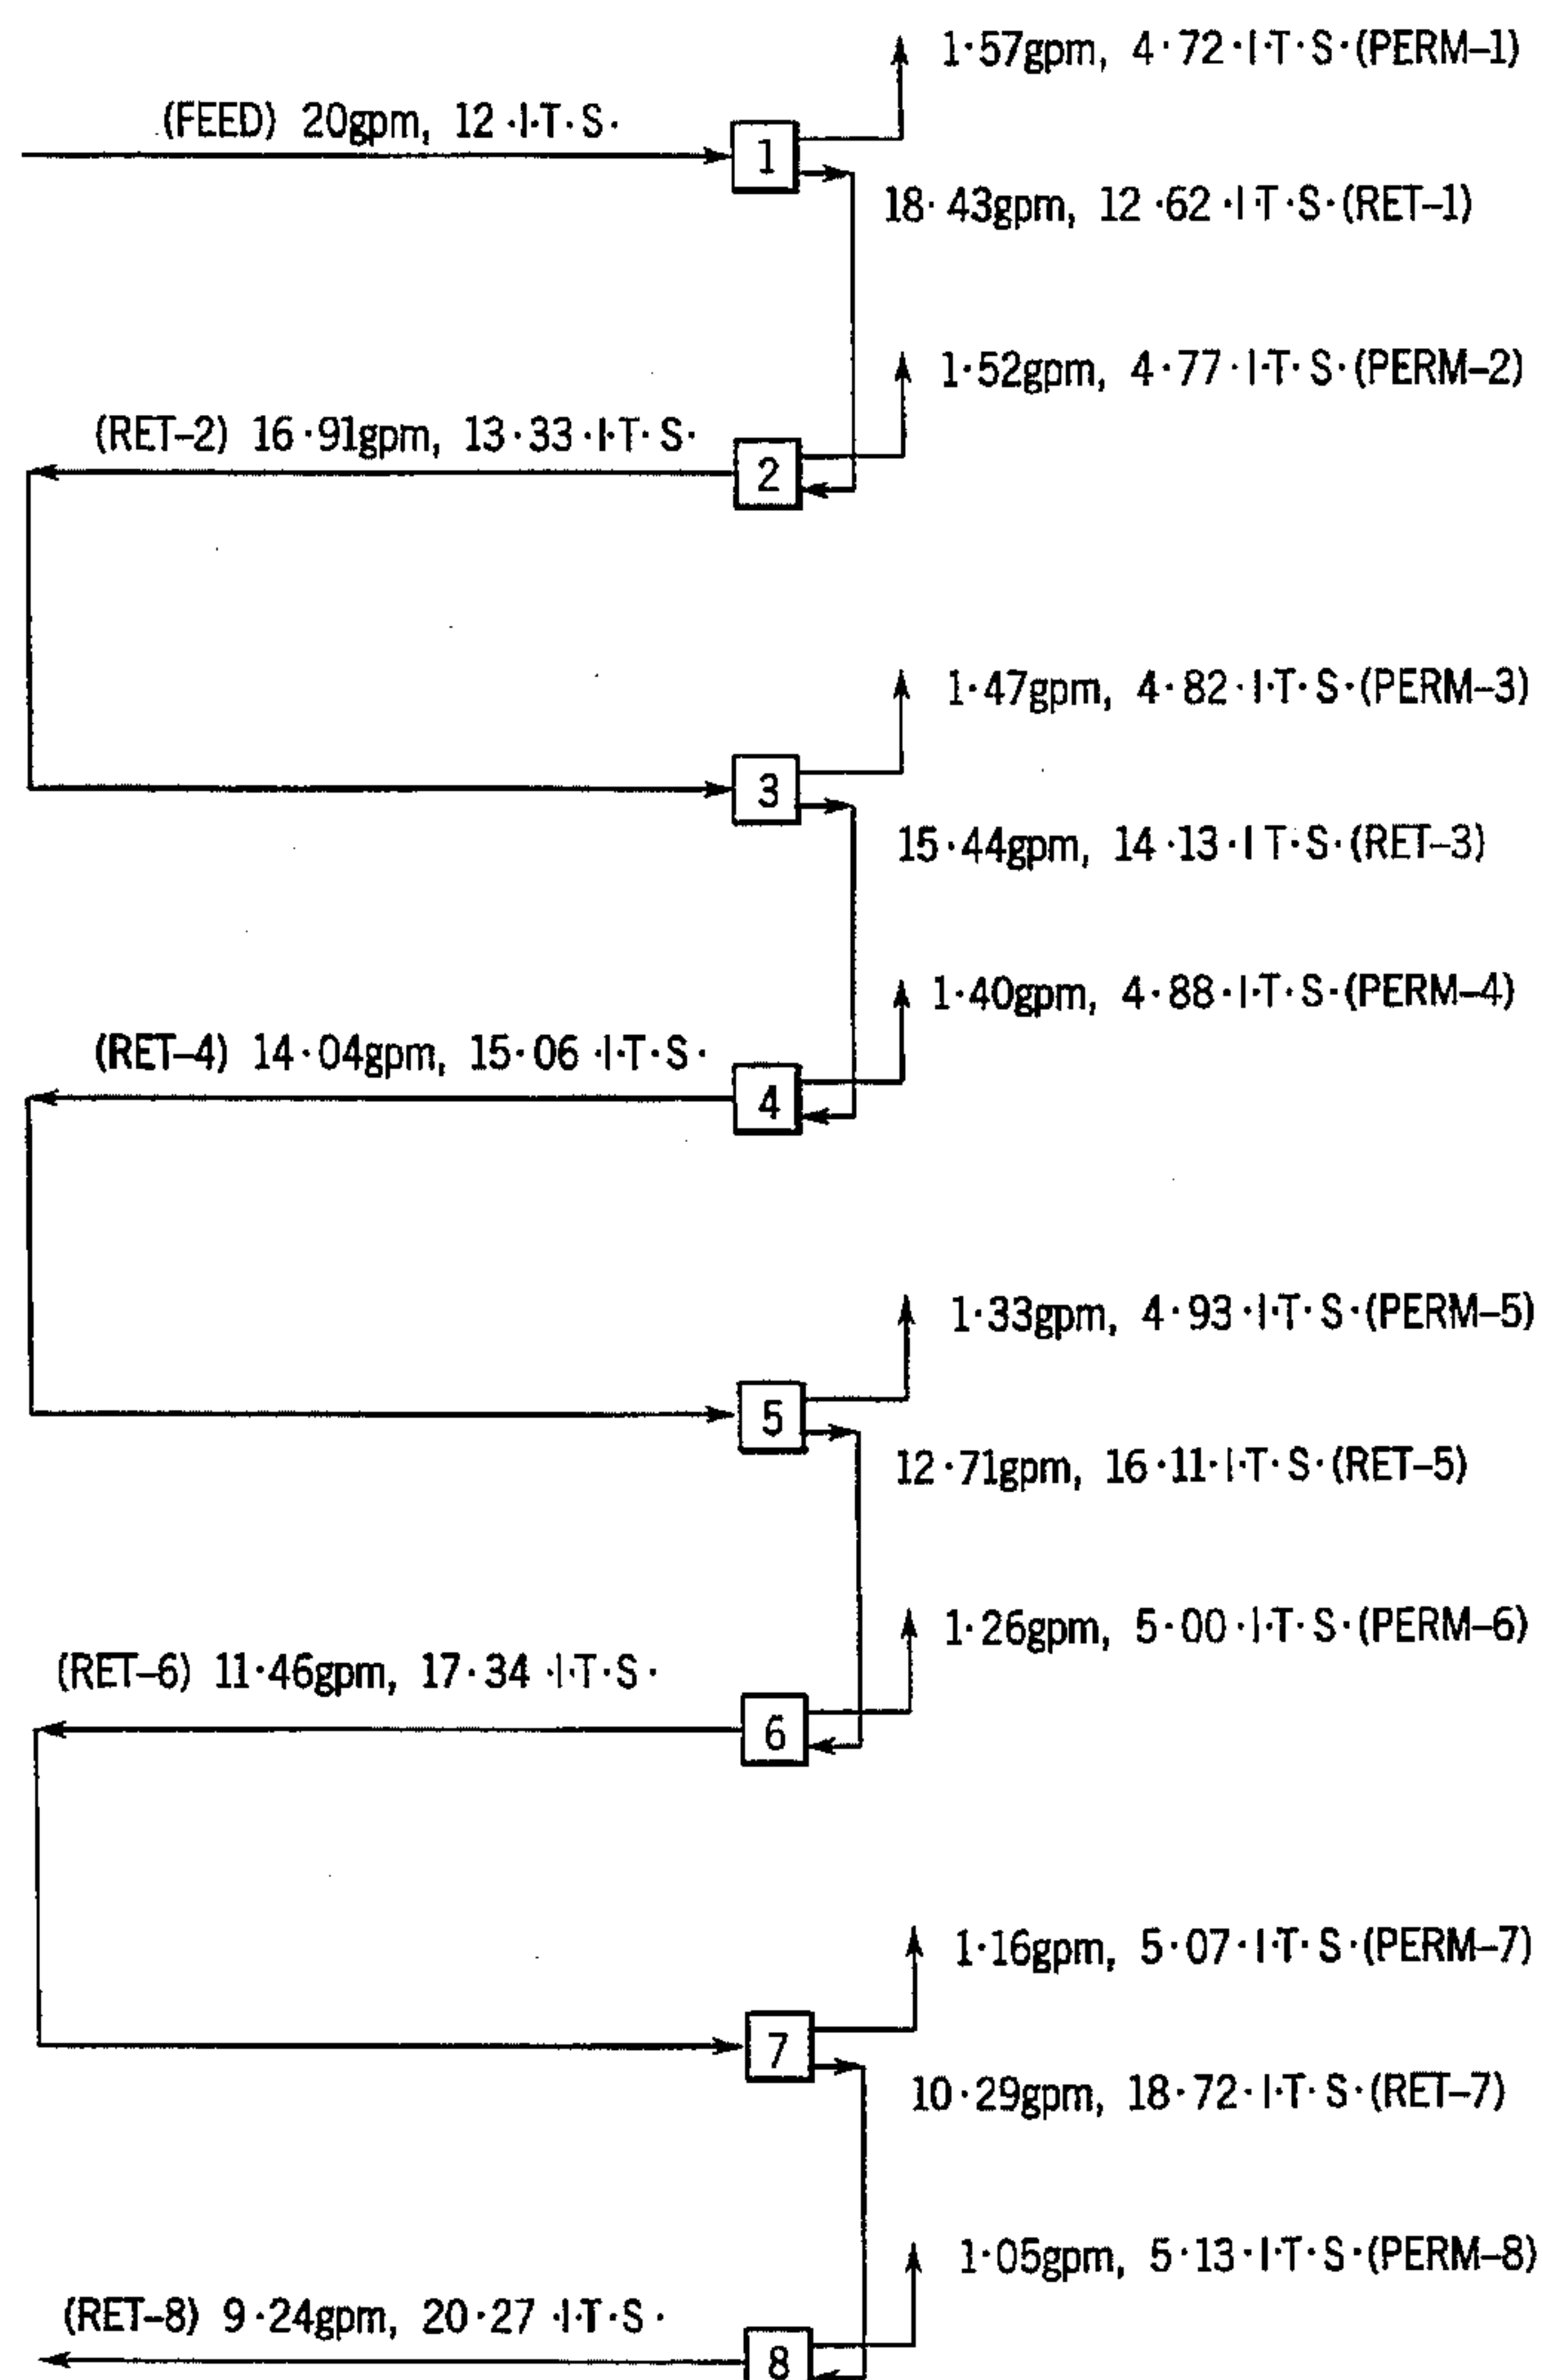 1·57gpm, 4·72·I·T·S·(PERM–1)
(FEED) 20gpm, 12·I·T·S·
1
18·43gpm, 12·62·I·T·S·(RET–1)
1·52gpm, 4·77·I·T·S·(PERM–2)
(RET–2) 16·91gpm, 13·33·I·T·S·
2
1·47gpm, 4·82·I·T·S·(PERM–3)
3
15·44gpm, 14·13·I T·S·(RET–3)
1·40gpm, 4·88·I·T·S·(PERM–4)
(RET–4) 14·04gpm, 15·06·I·T·S·
4
1·33gpm, 4·93·I·T·S·(PERM–5)
5
12·71gpm, 16·11·I·T·S·(RET–5)
1·26gpm, 5·00·I·T·S·(PERM–6)
(RET–6) 11·46gpm, 17·34·I·T·S·
6
1·16gpm, 5·07·I·T·S·(PERM–7)
7
10·29gpm, 18·72·I·T·S·(RET–7)
1·05gpm, 5·13·I·T·S·(PERM–8)
(RET–8) 9·24gpm, 20·27·I·T·S·
8